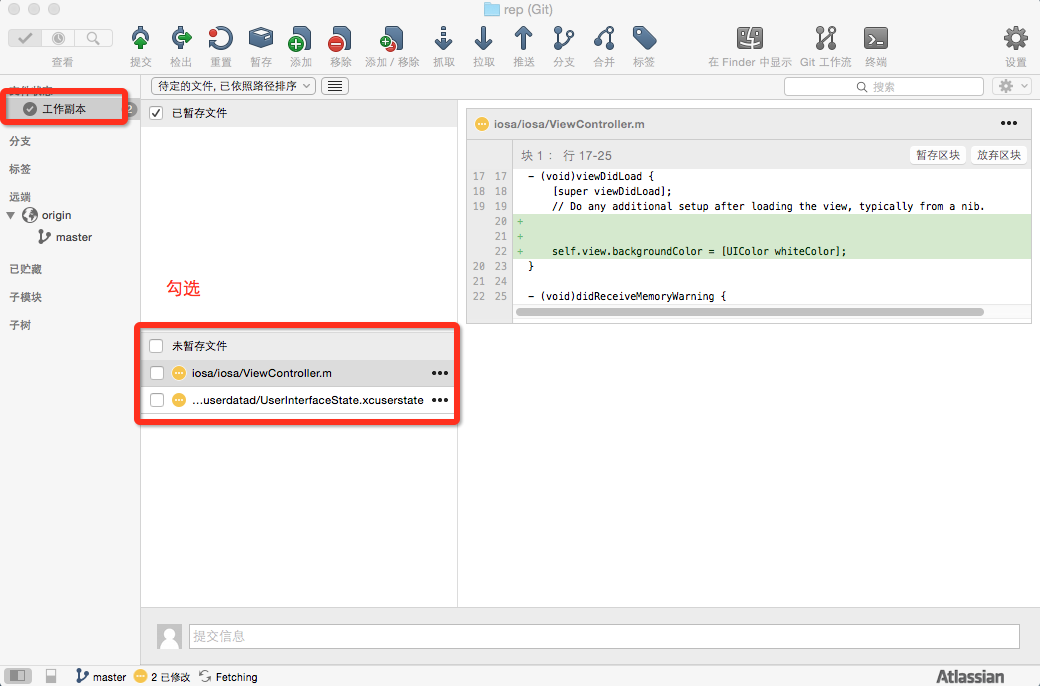 rep (Git)
查看 提交 检出 重置 暂存 添加 移除 添加 / 移除 抓取 拉取 推送 分支 合并 标签 在 Finder 中显示 Git 工作流 终端 设置
待定的文件, 已依照路径排序 搜索
文件状态
工作副本 2
分支
标签
远端
origin
master
已贮藏
子模块
子树
已暂存文件
勾选
未暂存文件
iosa/iosa/ViewController.m •••
...userdatad/UserInterfaceState.xcuserstate •••
iosa/iosa/ViewController.m •••
块 1： 行 17-25 暂存区块 放弃区块
17 17 - (void)viewDidLoad {
18 18 [super viewDidLoad];
19 19 // Do any additional setup after loading the view, typically from a nib.
20 +
21 +
22 + self.view.backgroundColor = [UIColor whiteColor];
20 23 }
21 24
22 25 - (void)didReceiveMemoryWarning {
提交信息
master 2 已修改 Fetching Atlassian